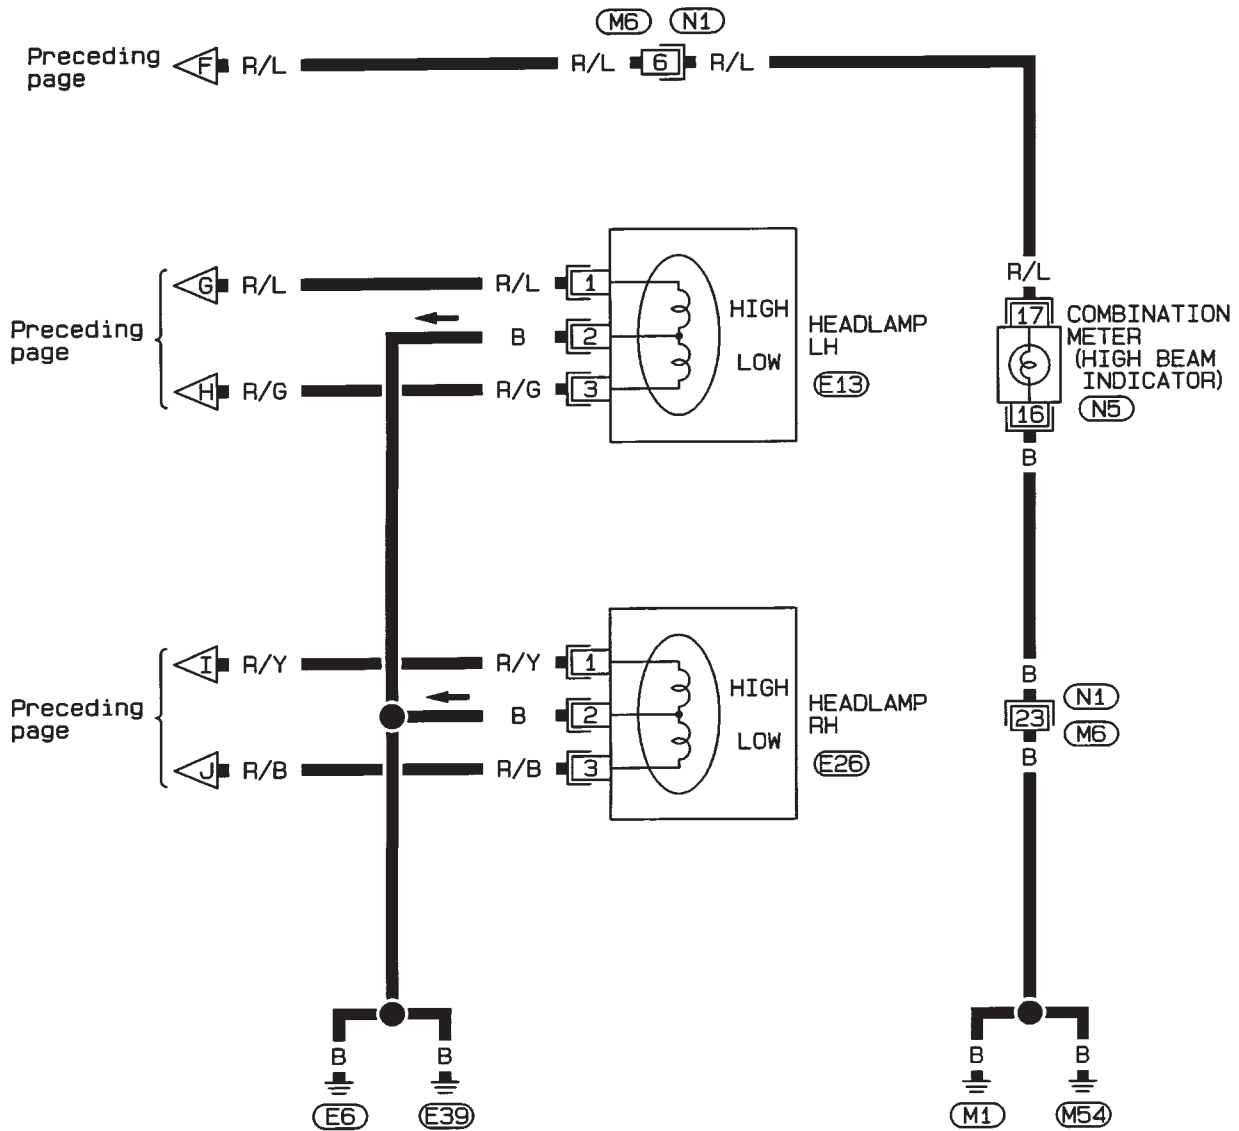 M6 N1
Preceding
page
F R/L R/L 6 R/L
R/L
17
COMBINATION
METER
(HIGH BEAM
INDICATOR)
N5
16
B
Preceding
page
G R/L R/L 1
B 2
H R/G R/G 3
HIGH
LOW
HEADLAMP
LH
E13
Preceding
page
I R/Y R/Y 1
B 2
J R/B R/B 3
HIGH
LOW
HEADLAMP
RH
E26
B
23
N1
M6
B
B B
E6 E39
B B
M1 M54